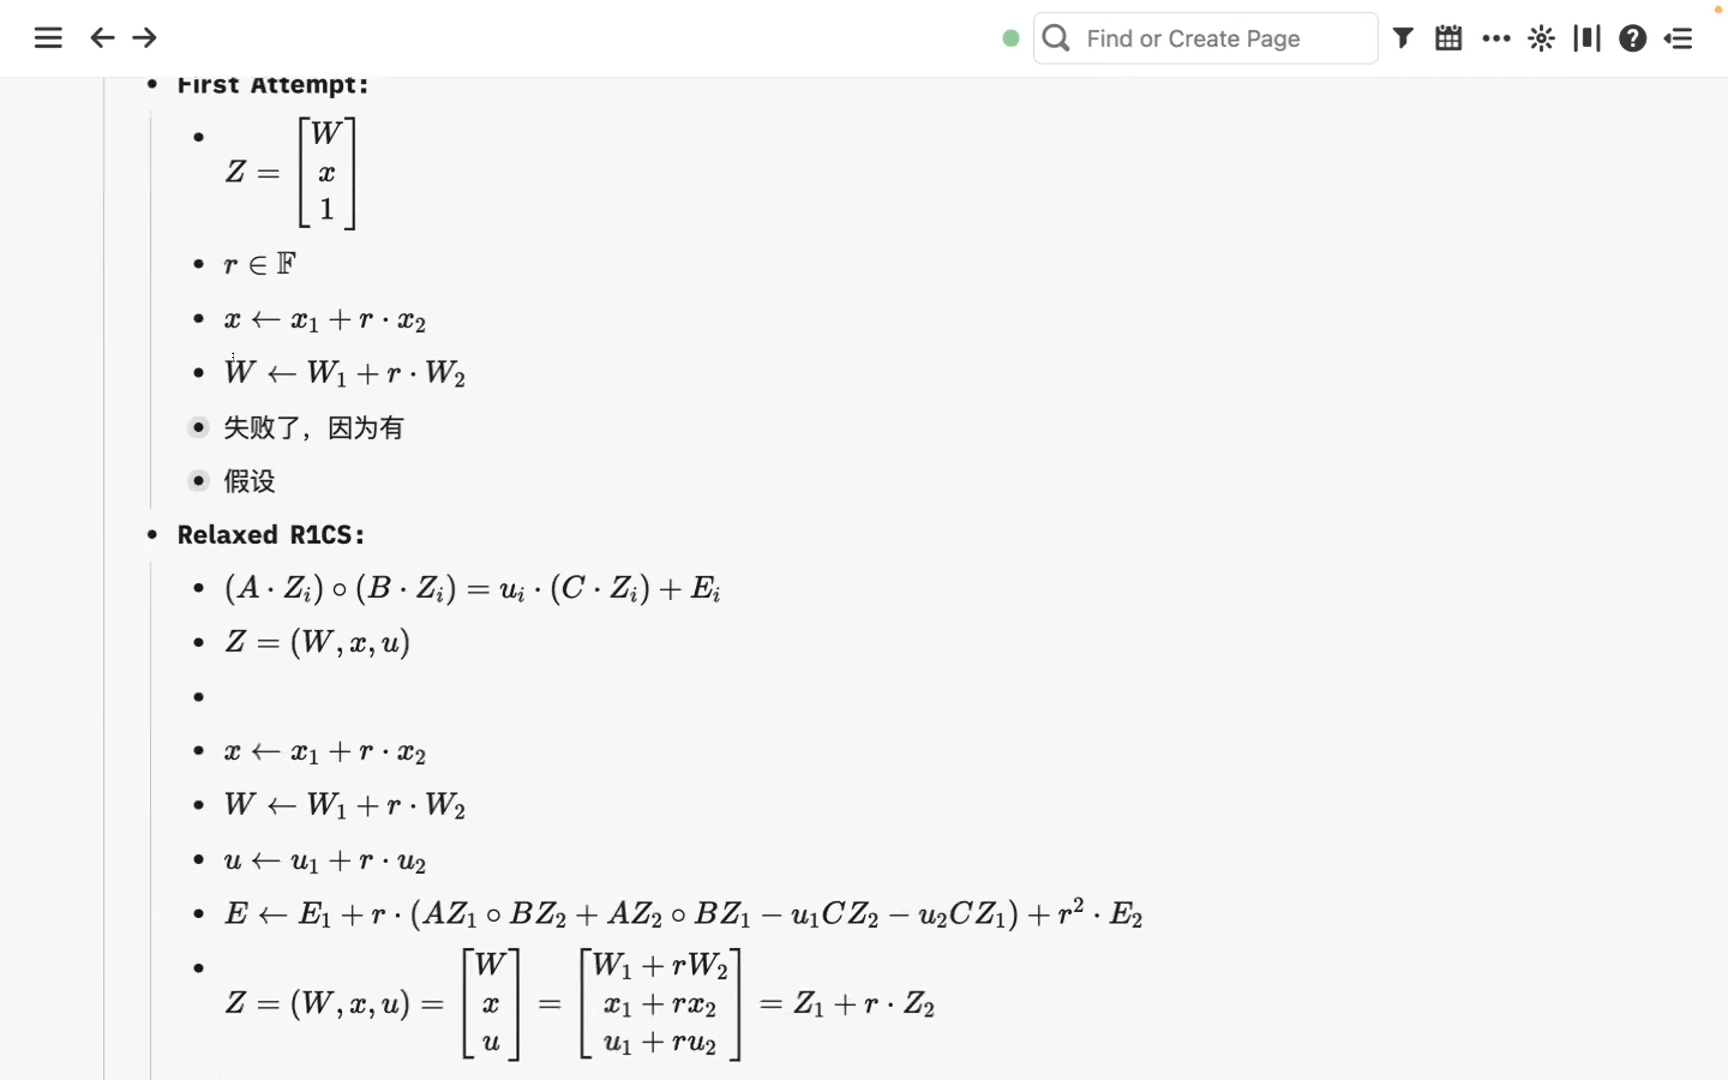 Find or Create Page
First Attempt:
Z = [W x 1]
r ∈ 𝔽
x ← x₁ + r · x₂
W ← W₁ + r · W₂
失败了，因为有
假设
Relaxed R1CS:
(A · Zᵢ) ∘ (B · Zᵢ) = uᵢ · (C · Zᵢ) + Eᵢ
Z = (W, x, u)
x ← x₁ + r · x₂
W ← W₁ + r · W₂
u ← u₁ + r · u₂
E ← E₁ + r · (AZ₁ ∘ BZ₂ + AZ₂ ∘ BZ₁ − u₁CZ₂ − u₂CZ₁) + r² · E₂
Z = (W, x, u) = [W x u] = [W₁ + rW₂ x₁ + rx₂ u₁ + ru₂] = Z₁ + r · Z₂